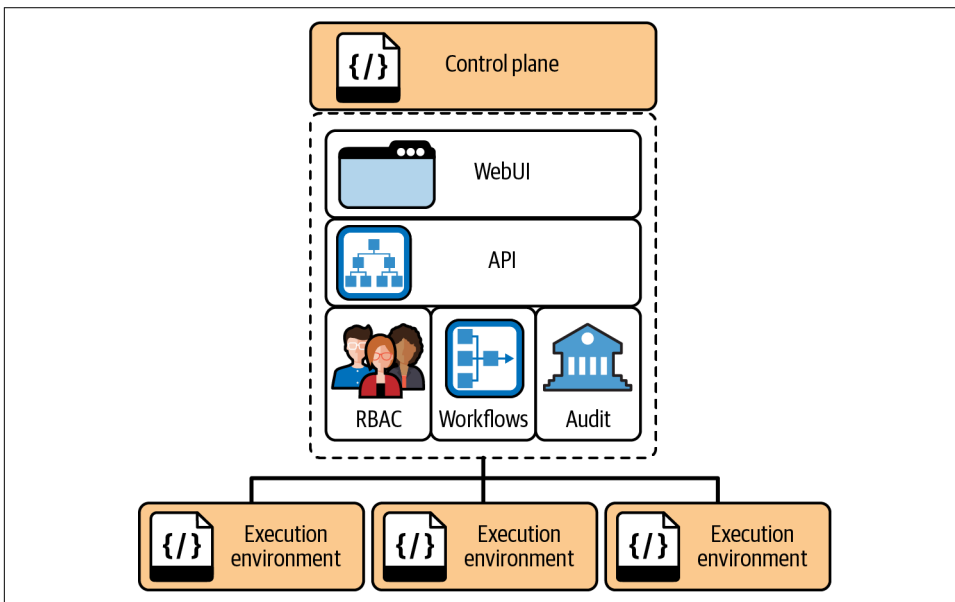 {/}
Control plane
WebUI
API
RBAC
Workflows
Audit
{/}
Execution
environment
{/}
Execution
environment
{/}
Execution
environment